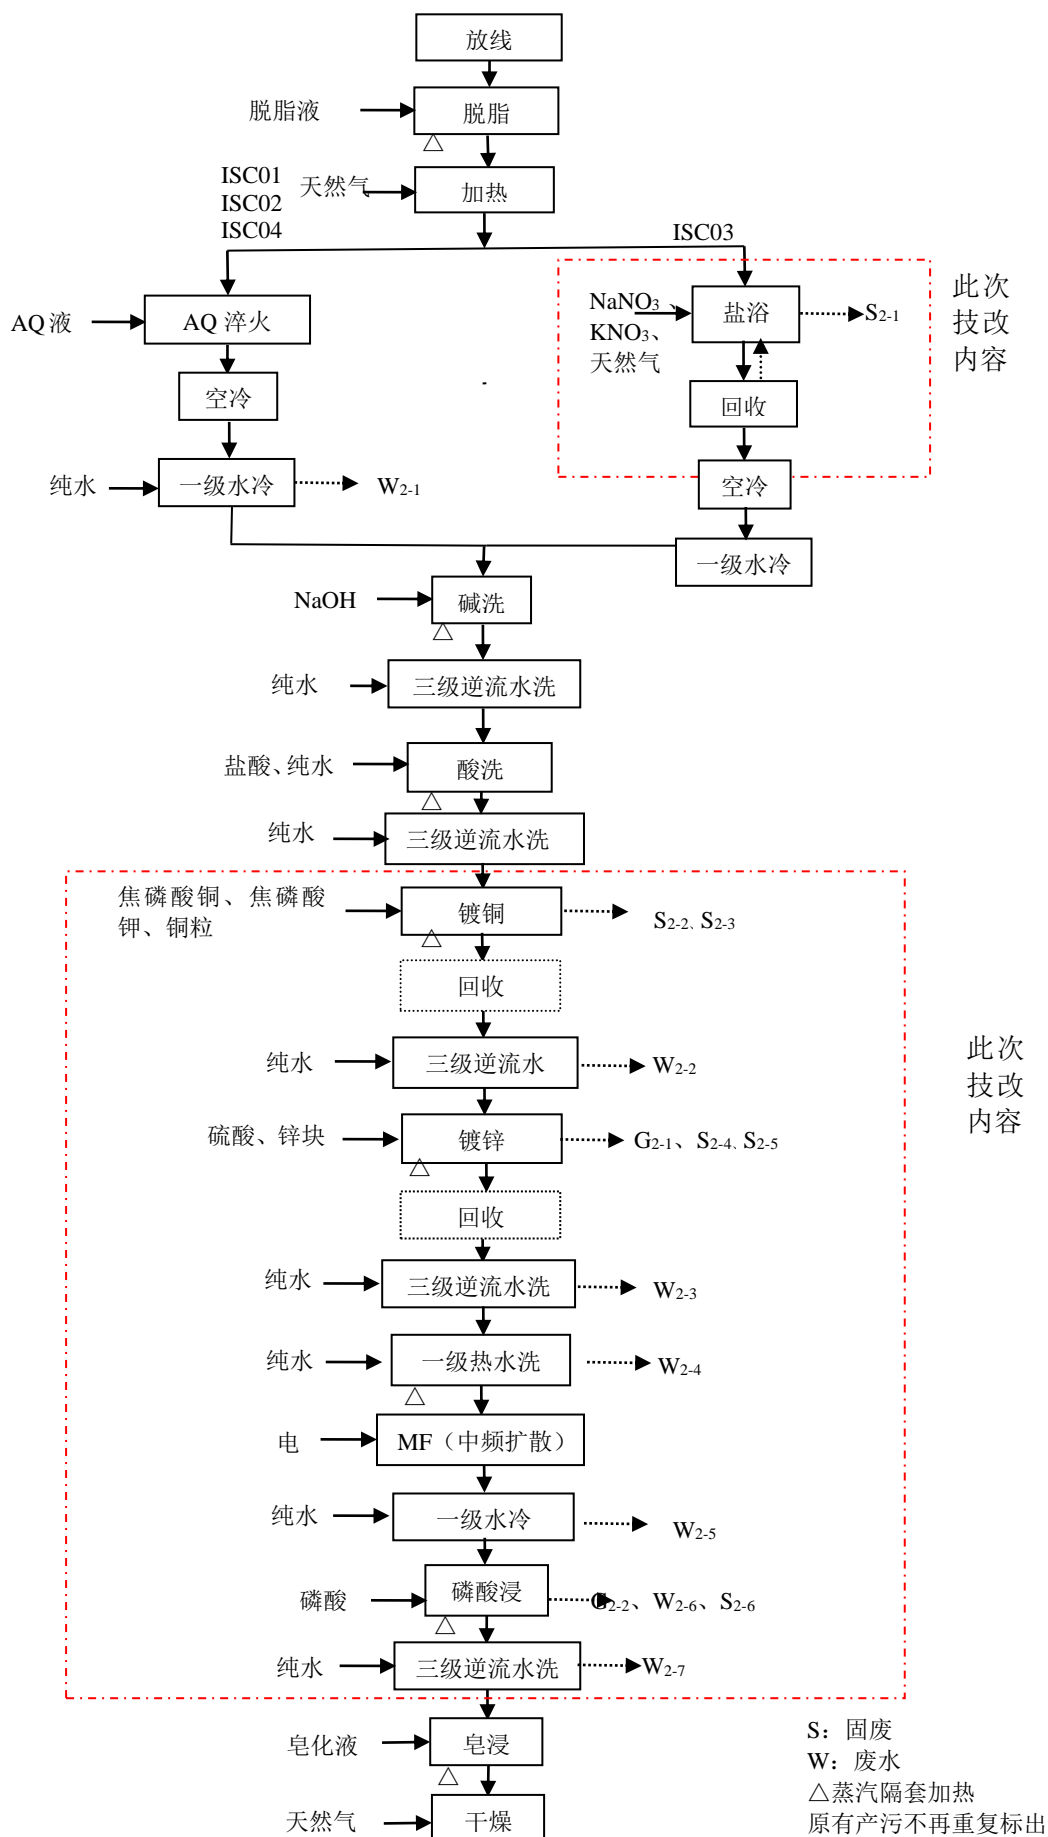 放线
脱脂液
脱脂
△
ISC01
ISC02
ISC04
天然气
加热
ISC03
此次
技改
内容
AQ 液
AQ 淬火
NaNO3、
KNO3、
天然气
盐浴
S2-1
空冷
回收
纯水
一级水冷
W2-1
空冷
一级水冷
NaOH
碱洗
△
纯水
三级逆流水洗
盐酸、纯水
酸洗
△
纯水
三级逆流水洗
焦磷酸铜、焦磷酸
钾、铜粒
镀铜
S2-2、S2-3
△
回收
此次
技改
内容
纯水
三级逆流水
W2-2
硫酸、锌块
镀锌
G2-1、S2-4、S2-5
△
回收
纯水
三级逆流水洗
W2-3
纯水
一级热水洗
W2-4
△
电
MF（中频扩散）
纯水
一级水冷
W2-5
磷酸
磷酸浸
G2-2、W2-6、S2-6
△
纯水
三级逆流水洗
W2-7
皂化液
皂浸
△
天然气
干燥
S：固废
W：废水
△蒸汽隔套加热
原有产污不再重复标出